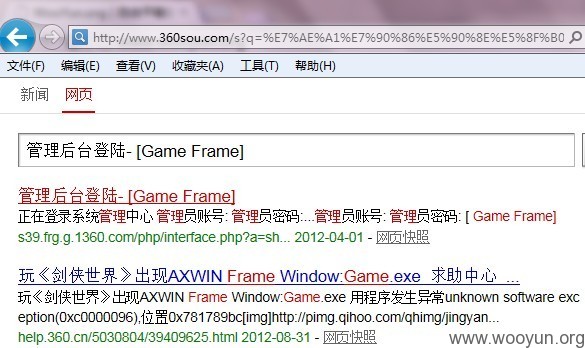 http://www.360sou.com/s?q=%E7%AE%A1%E7%90%86%E5%90%8E%E5%8F%B0
文件(F) 编辑(E) 查看(V) 收藏夹(A) 工具(T) 帮助(H)
新闻 网页
管理后台登陆- [Game Frame]
管理后台登陆- [Game Frame]
正在登录系统管理中心 管理员账号: 管理员密码:...管理员账号: 管理员密码: [ Game Frame]
s39.frg.g.1360.com/php/interface.php?a=sh... 2012-04-01 - 网页快照
玩《剑侠世界》出现AXWIN Frame Window:Game.exe 求助中心 ...
玩《剑侠世界》出现AXWIN Frame Window:Game.exe 用程序发生异常unknown software exc
eption(0xc0000096),位置0x781789bc[img]http://pimg.qihoo.com/qhimg/jingyan...
help.360.cn/5030804/39409625.html 2012-08-31 - 网页快照
www.wooyun.org